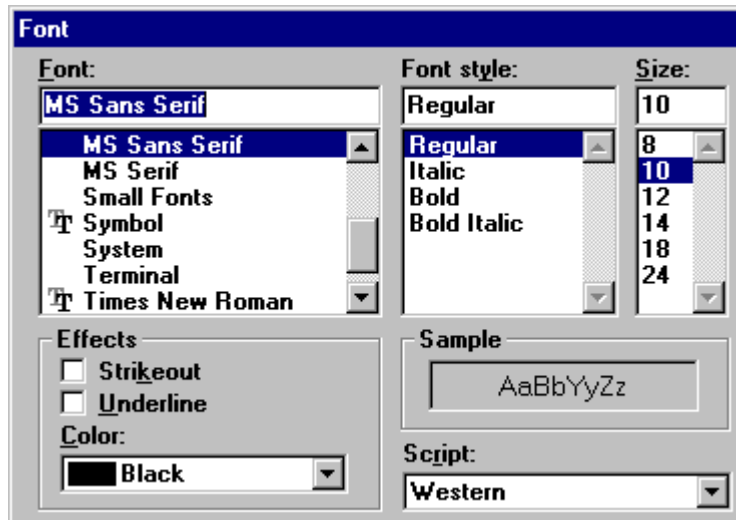 Font
Font:
MS Sans Serif
MS Sans Serif
MS Serif
Small Fonts
Symbol
System
Terminal
Times New Roman
Font style:
Regular
Regular
Italic
Bold
Bold Italic
Size:
10
8
10
12
14
18
24
Effects
Strikeout
Underline
Color:
Black
Sample
AaBbYyZz
Script:
Western